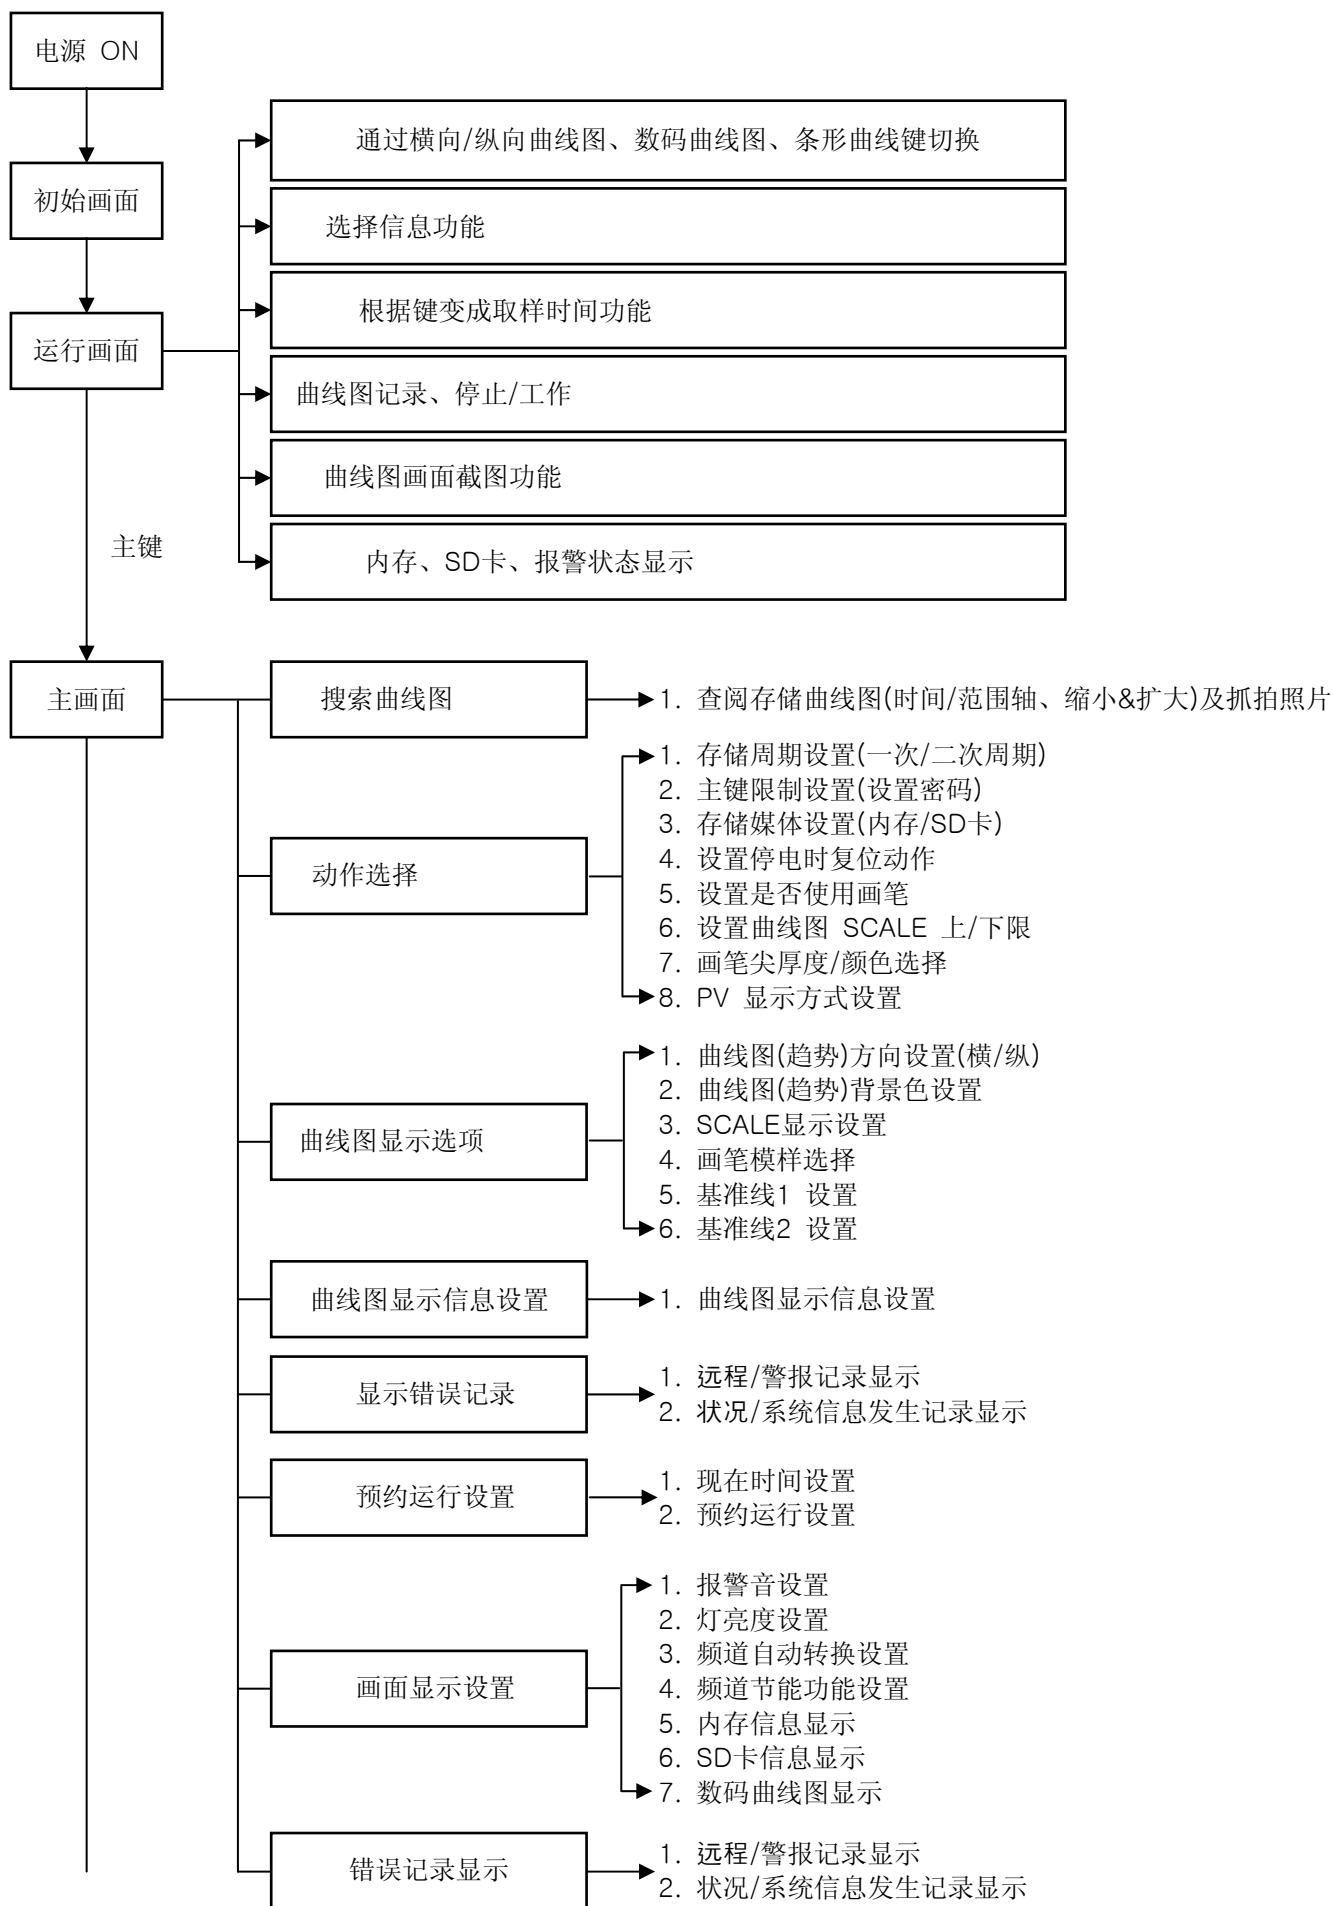 电源 ON
通过横向/纵向曲线图、数码曲线图、条形曲线键切换
初始画面
选择信息功能
根据键变成取样时间功能
运行画面
曲线图记录、停止/工作
曲线图画面截图功能
主键
内存、SD卡、报警状态显示
主画面
搜索曲线图
1. 查阅存储曲线图(时间/范围轴、缩小&扩大)及抓拍照片
动作选择
1. 存储周期设置(一次/二次周期)
2. 主键限制设置(设置密码)
3. 存储媒体设置(内存/SD卡)
4. 设置停电时复位动作
5. 设置是否使用画笔
6. 设置曲线图 SCALE 上/下限
7. 画笔尖厚度/颜色选择
8. PV 显示方式设置
曲线图显示选项
1. 曲线图(趋势)方向设置(横/纵)
2. 曲线图(趋势)背景色设置
3. SCALE显示设置
4. 画笔模样选择
5. 基准线1 设置
6. 基准线2 设置
曲线图显示信息设置
1. 曲线图显示信息设置
显示错误记录
1. 远程/警报记录显示
2. 状况/系统信息发生记录显示
预约运行设置
1. 现在时间设置
2. 预约运行设置
画面显示设置
1. 报警音设置
2. 灯亮度设置
3. 频道自动转换设置
4. 频道节能功能设置
5. 内存信息显示
6. SD卡信息显示
7. 数码曲线图显示
错误记录显示
1. 远程/警报记录显示
2. 状况/系统信息发生记录显示